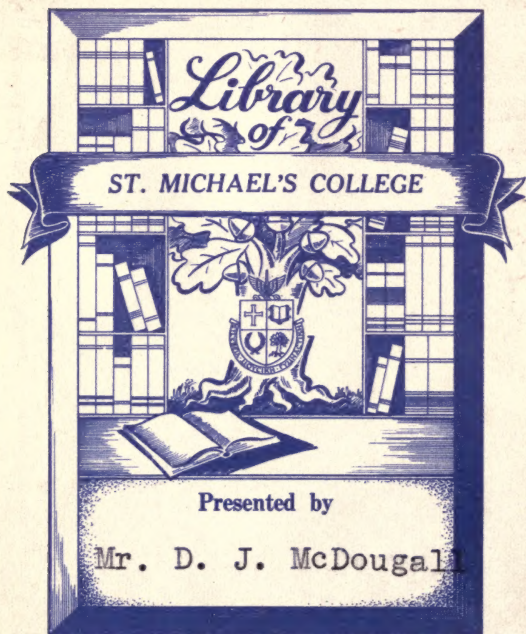 Library
of
ST. MICHAEL'S COLLEGE
Presented by
Mr. D. J. McDougall